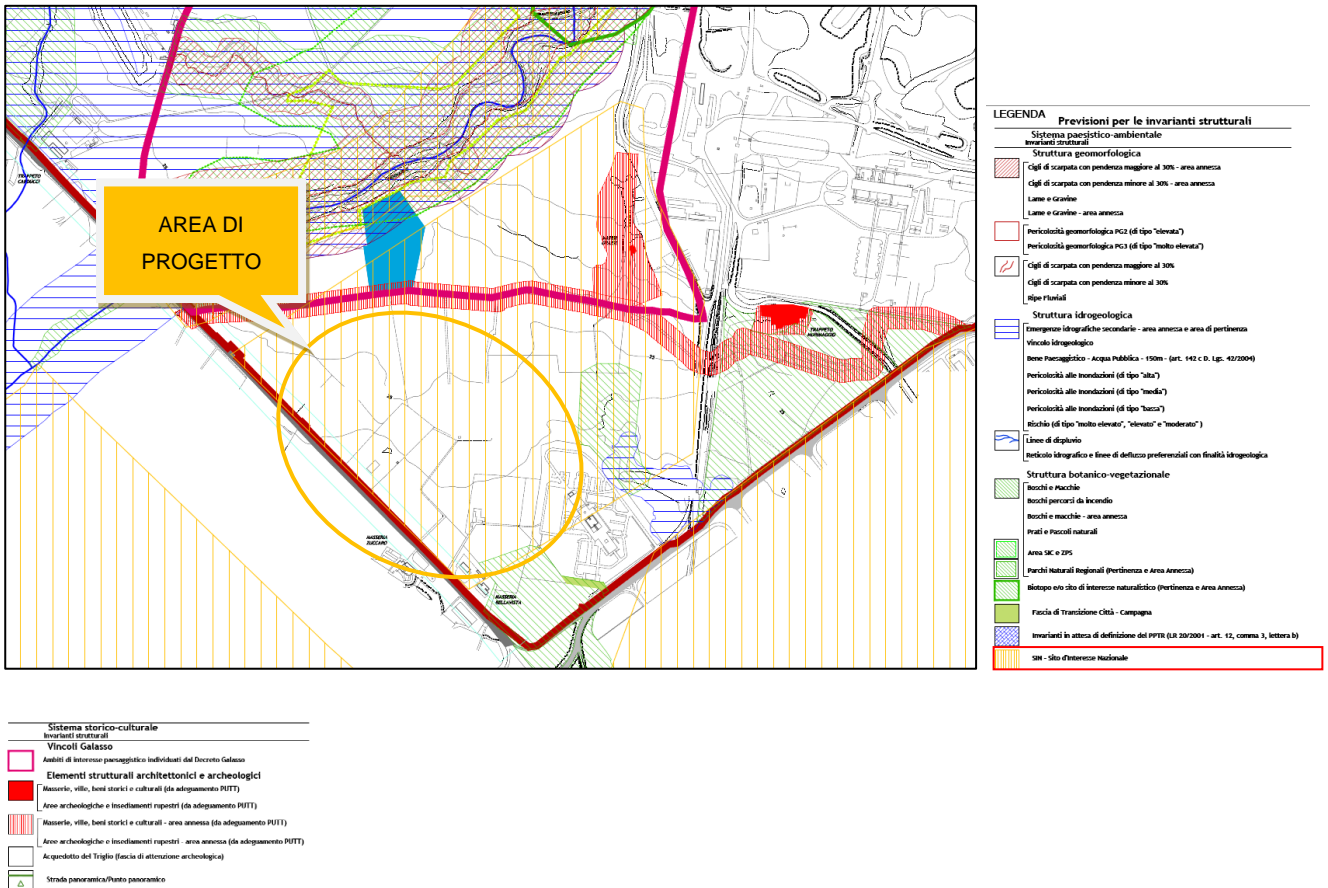 AREA DI
PROGETTO
TRAPPETO
CARDUCCI
TRAPPETO
MASSERIA
ZUCCARO
MASSERIA
BELLAVISTA
LEGENDA
Previsioni per le invarianti strutturali
Sistema paesistico-ambientale
Invarianti strutturali
Struttura geomorfologica
Cigli di scarpata con pendenza maggiore al 30% - area annessa
Cigli di scarpata con pendenza minore al 30% - area annessa
Lame e Gravine
Lame e Gravine - area annessa
Pericolosità geomorfologica PG2 (di tipo "elevata")
Pericolosità geomorfologica PG3 (di tipo "molto elevata")
Cigli di scarpata con pendenza maggiore al 30%
Cigli di scarpata con pendenza minore al 30%
Ripe Fluviali
Struttura idrogeologica
Emergenze idrografiche secondarie - area annessa e area di pertinenza
Vincolo idrogeologico
Bene Paesaggistico - Acqua Pubblica - 150m - (art. 142 c D. Lgs. 42/2004)
Pericolosità alle Inondazioni (di tipo "alta")
Pericolosità alle Inondazioni (di tipo "media")
Pericolosità alle Inondazioni (di tipo "bassa")
Rischio (di tipo "molto elevato", "elevato" e "moderato" )
Linee di displuvio
Reticolo idrografico e linee di deflusso preferenziali con finalità idrogeologica
Struttura botanico-vegetazionale
Boschi e Macchie
Boschi percorsi da incendio
Boschi e macchie - area annessa
Prati e Pascoli naturali
Area SIC e ZPS
Parchi Naturali Regionali (Pertinenza e Area Annessa)
Biotopo e/o sito di interesse naturalistico (Pertinenza e Area Annessa)
Fascia di Transizione Città - Campagna
Invarianti in attesa di definizione del PPTR (LR 20/2001 - art. 12, comma 3, lettera b)
SIN - Sito d'Interesse Nazionale
Sistema storico-culturale
Invarianti strutturali
Vincoli Galasso
Ambiti di interesse paesaggistico individuati dal Decreto Galasso
Elementi strutturali architettonici e archeologici
Masserie, ville, beni storici e culturali (da adeguamento PUTT)
Aree archeologiche e insediamenti rupestri (da adeguamento PUTT)
Masserie, ville, beni storici e culturali - area annessa (da adeguamento PUTT)
Aree archeologiche e insediamenti rupestri - area annessa (da adeguamento PUTT)
Acquedotto del Triglio (fascia di attenzione archeologica)
Strada panoramica/Punto panoramico